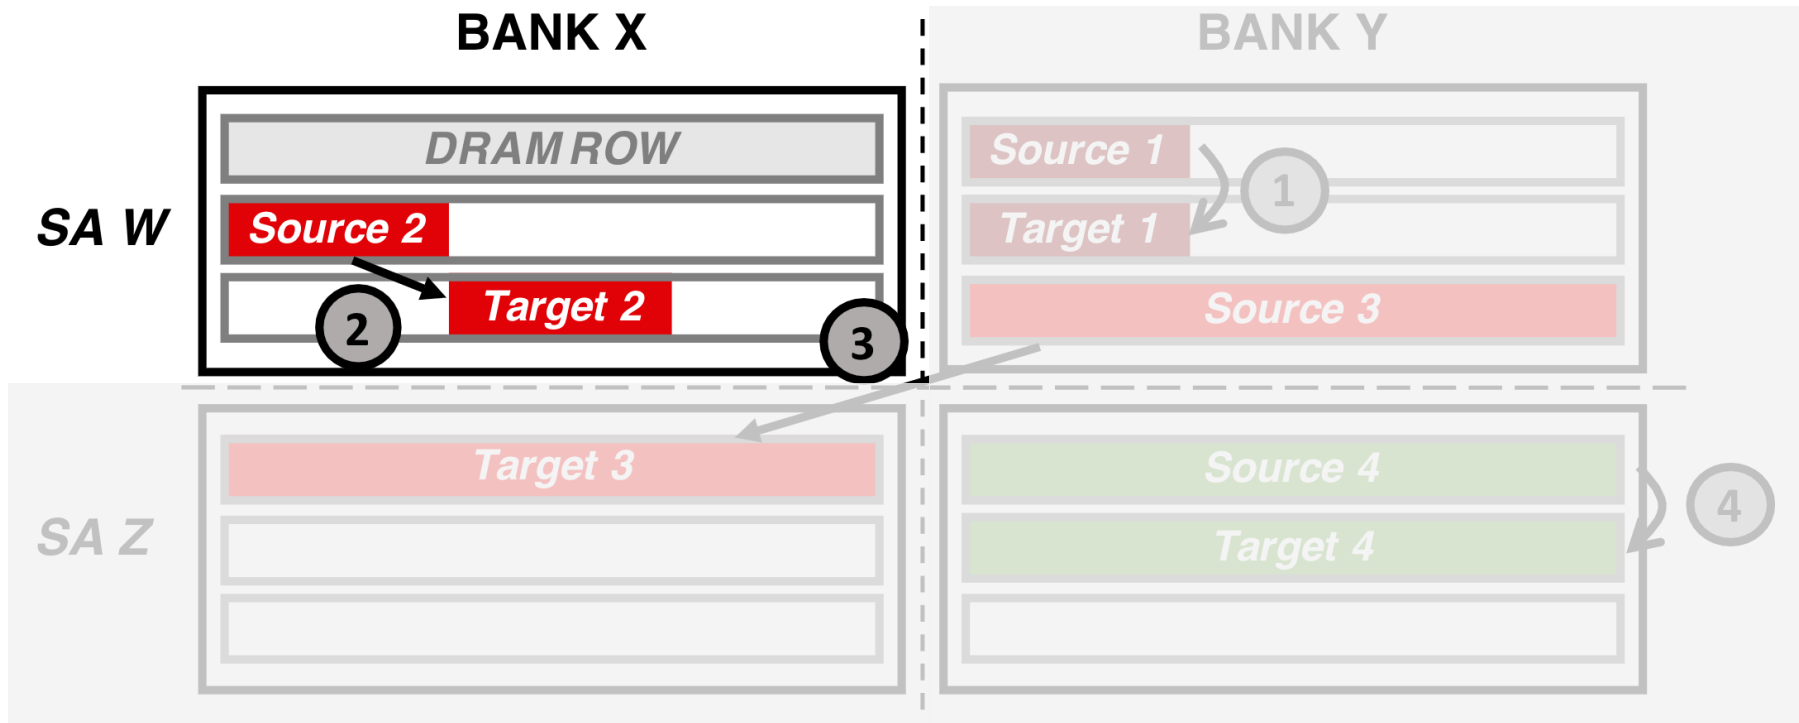 BANK X
BANK Y
DRAM ROW
Source 1
1
SA W
Source 2
Target 1
2
Target 2
3
Source 3
Target 3
Source 4
SA Z
Target 4
4